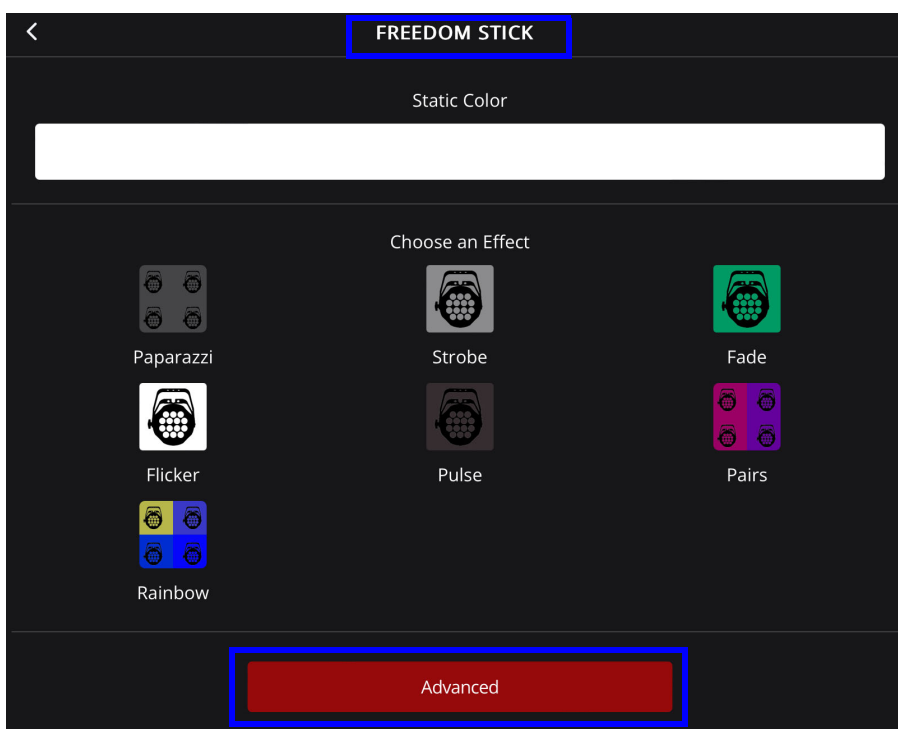 FREEDOM STICK
Static Color
Choose an Effect
Paparazzi Strobe Fade
Flicker Pulse Pairs
Rainbow
Advanced